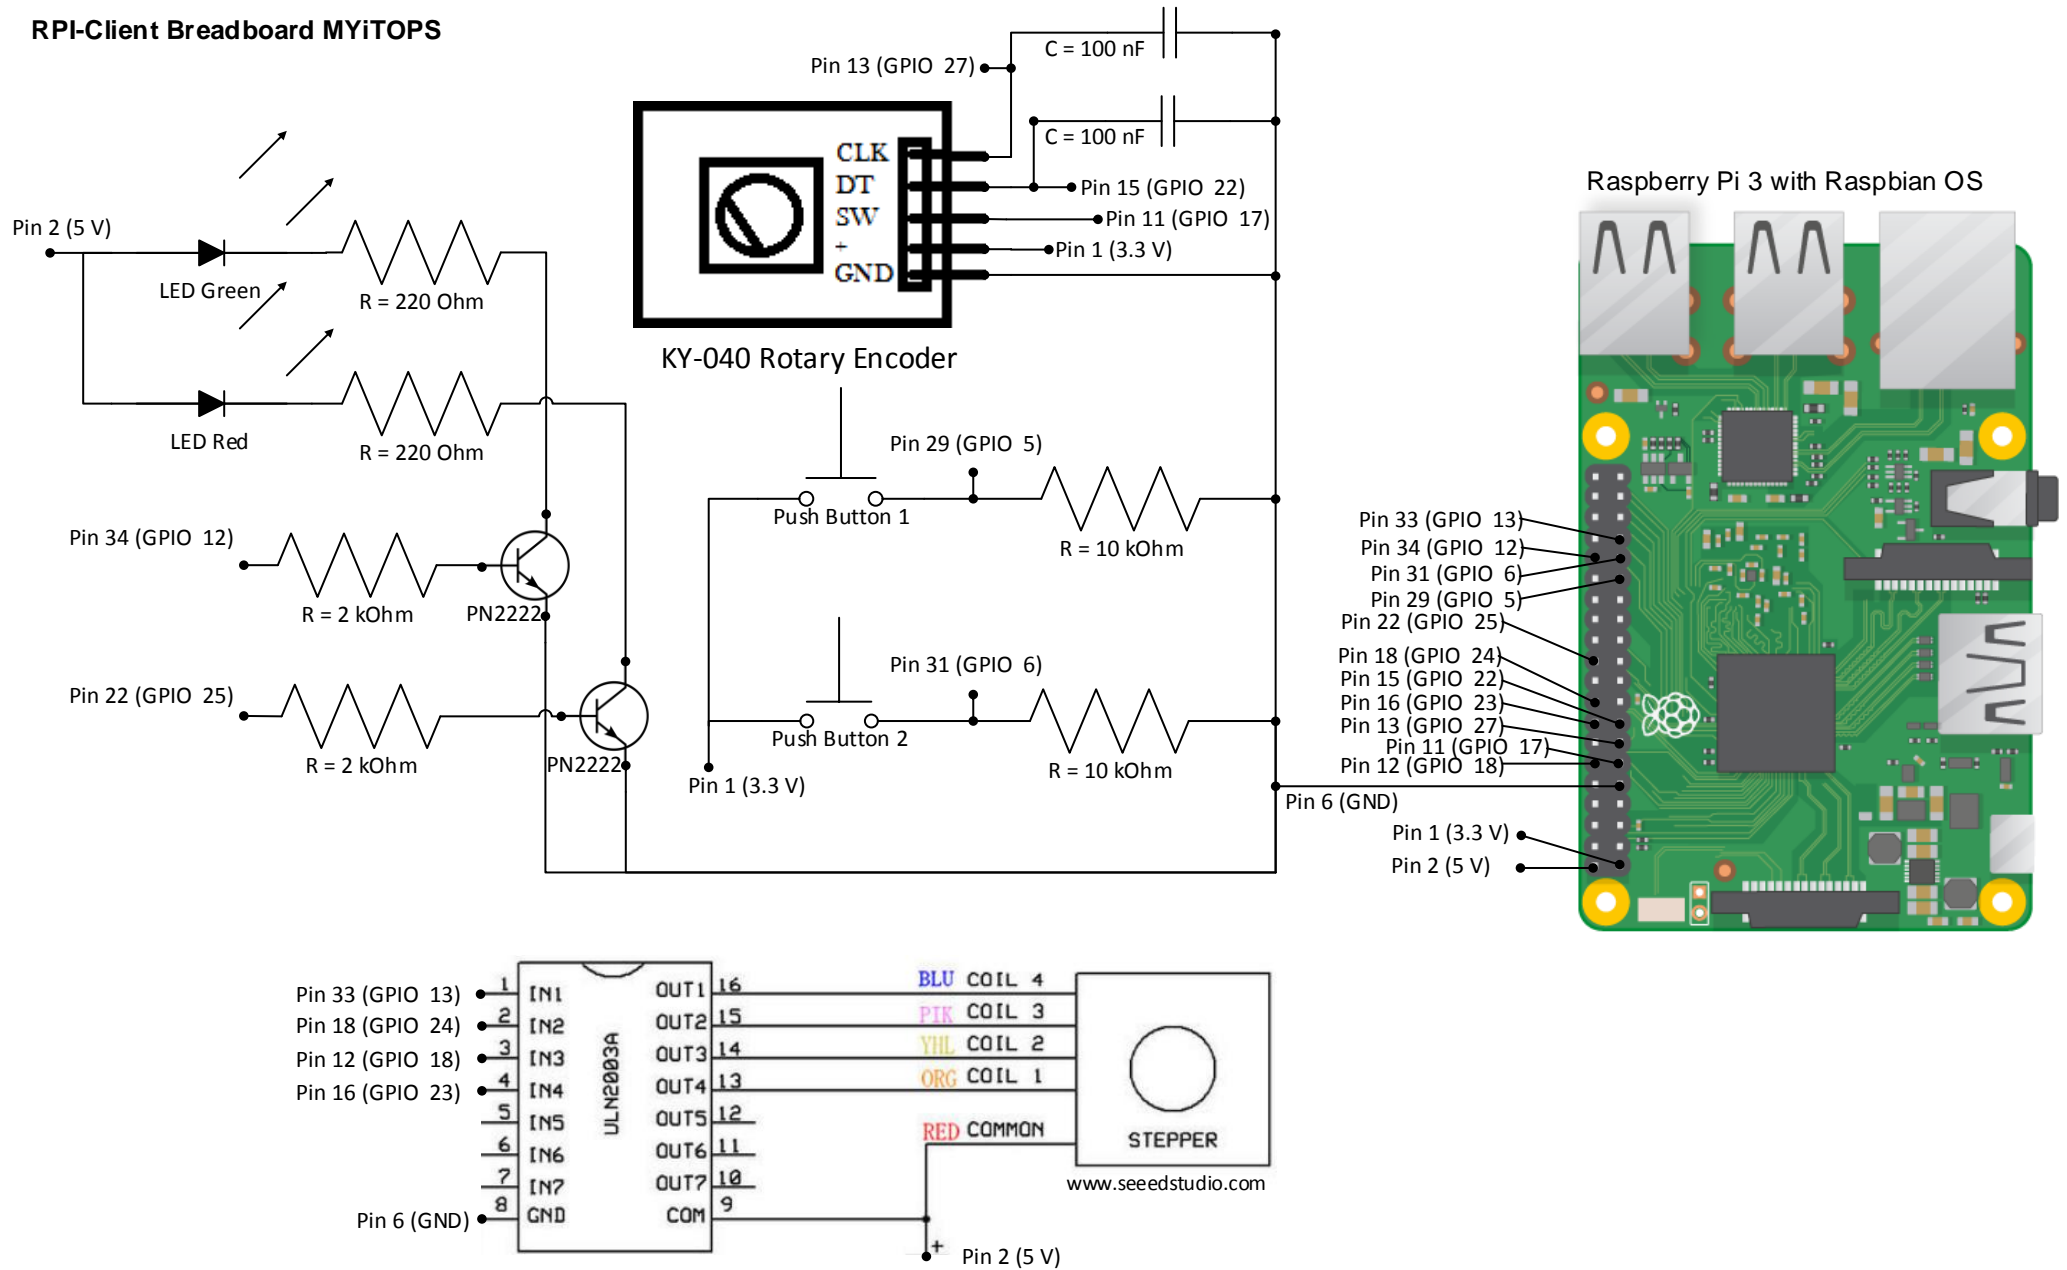 RPI-Client Breadboard MYiTOPS
C = 100 nF
Pin 13 (GPIO 27)
C = 100 nF
CLK
DT
SW
+
GND
Pin 15 (GPIO 22)
Pin 11 (GPIO 17)
Pin 1 (3.3 V)
KY-040 Rotary Encoder
Pin 2 (5 V)
LED Green
R = 220 Ohm
LED Red
R = 220 Ohm
Pin 34 (GPIO 12)
R = 2 kOhm
PN2222
Pin 22 (GPIO 25)
R = 2 kOhm
PN2222
Pin 29 (GPIO 5)
Push Button 1
R = 10 kOhm
Pin 31 (GPIO 6)
Push Button 2
R = 10 kOhm
Pin 1 (3.3 V)
Raspberry Pi 3 with Raspbian OS
Pin 33 (GPIO 13)
Pin 34 (GPIO 12)
Pin 31 (GPIO 6)
Pin 29 (GPIO 5)
Pin 22 (GPIO 25)
Pin 18 (GPIO 24)
Pin 15 (GPIO 22)
Pin 16 (GPIO 23)
Pin 13 (GPIO 27)
Pin 11 (GPIO 17)
Pin 12 (GPIO 18)
Pin 6 (GND)
Pin 1 (3.3 V)
Pin 2 (5 V)
Pin 33 (GPIO 13)
Pin 18 (GPIO 24)
Pin 12 (GPIO 18)
Pin 16 (GPIO 23)
Pin 6 (GND)
1 IN1
2 IN2
3 IN3
4 IN4
5 IN5
6 IN6
7 IN7
8 GND
ULN2003A
OUT1 16
OUT2 15
OUT3 14
OUT4 13
OUT5 12
OUT6 11
OUT7 10
COM 9
BLU COIL 4
PIK COIL 3
YHL COIL 2
ORG COIL 1
RED COMMON
STEPPER
www.seeedstudio.com
+
Pin 2 (5 V)